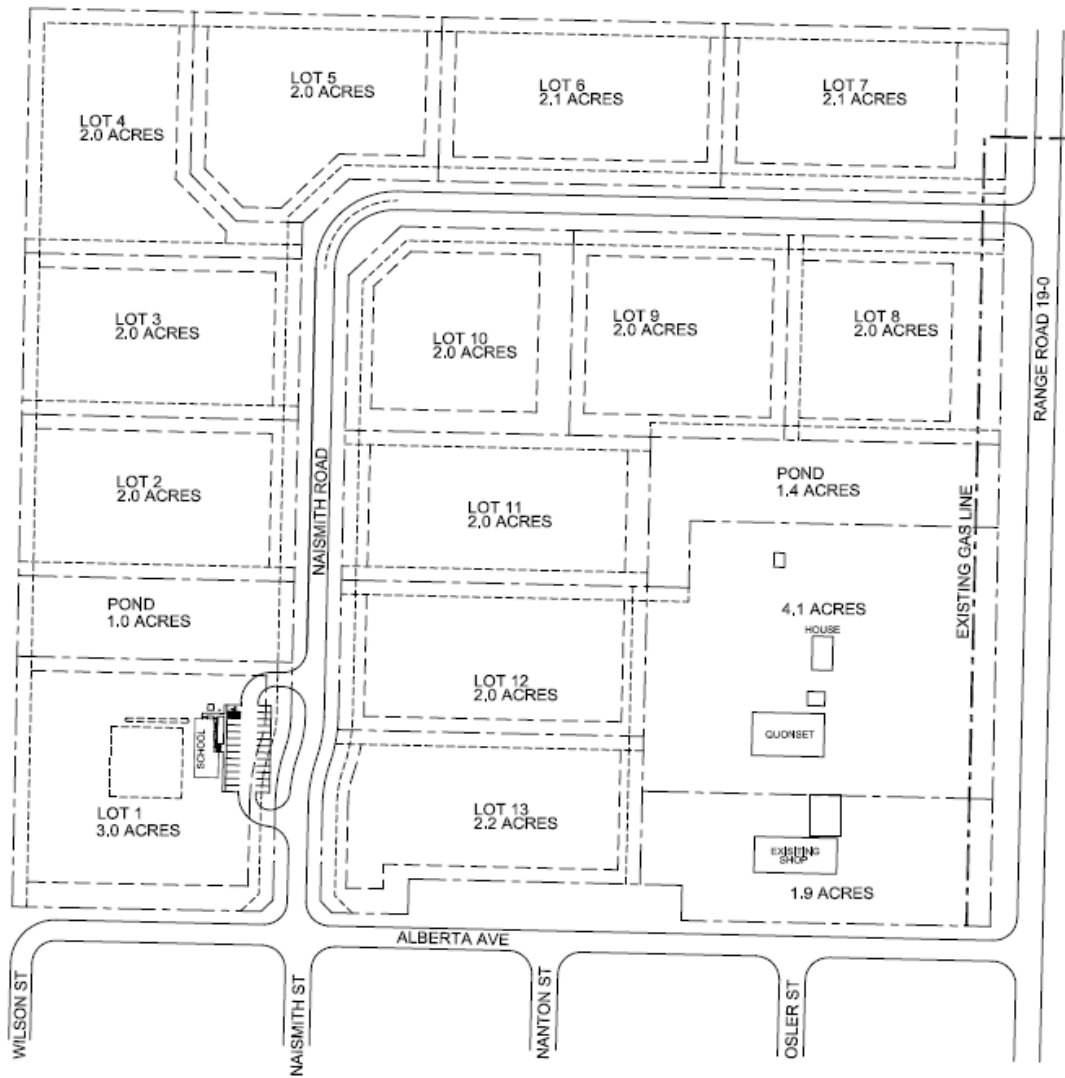 LOT 5
2.0 ACRES
LOT 6
2.1 ACRES
LOT 7
2.1 ACRES
LOT 4
2.0 ACRES
LOT 3
2.0 ACRES
LOT 10
2.0 ACRES
LOT 9
2.0 ACRES
LOT 8
2.0 ACRES
RANGE ROAD 19-0
LOT 2
2.0 ACRES
NAISMITH ROAD
LOT 11
2.0 ACRES
POND
1.4 ACRES
EXISTING GAS LINE
POND
1.0 ACRES
4.1 ACRES
HOUSE
LOT 12
2.0 ACRES
SCHOOL
QUONSET
LOT 1
3.0 ACRES
LOT 13
2.2 ACRES
EXISITING
SHOP
1.9 ACRES
ALBERTA AVE
WILSON ST
NAISMITH ST
NANTON ST
OSLER ST